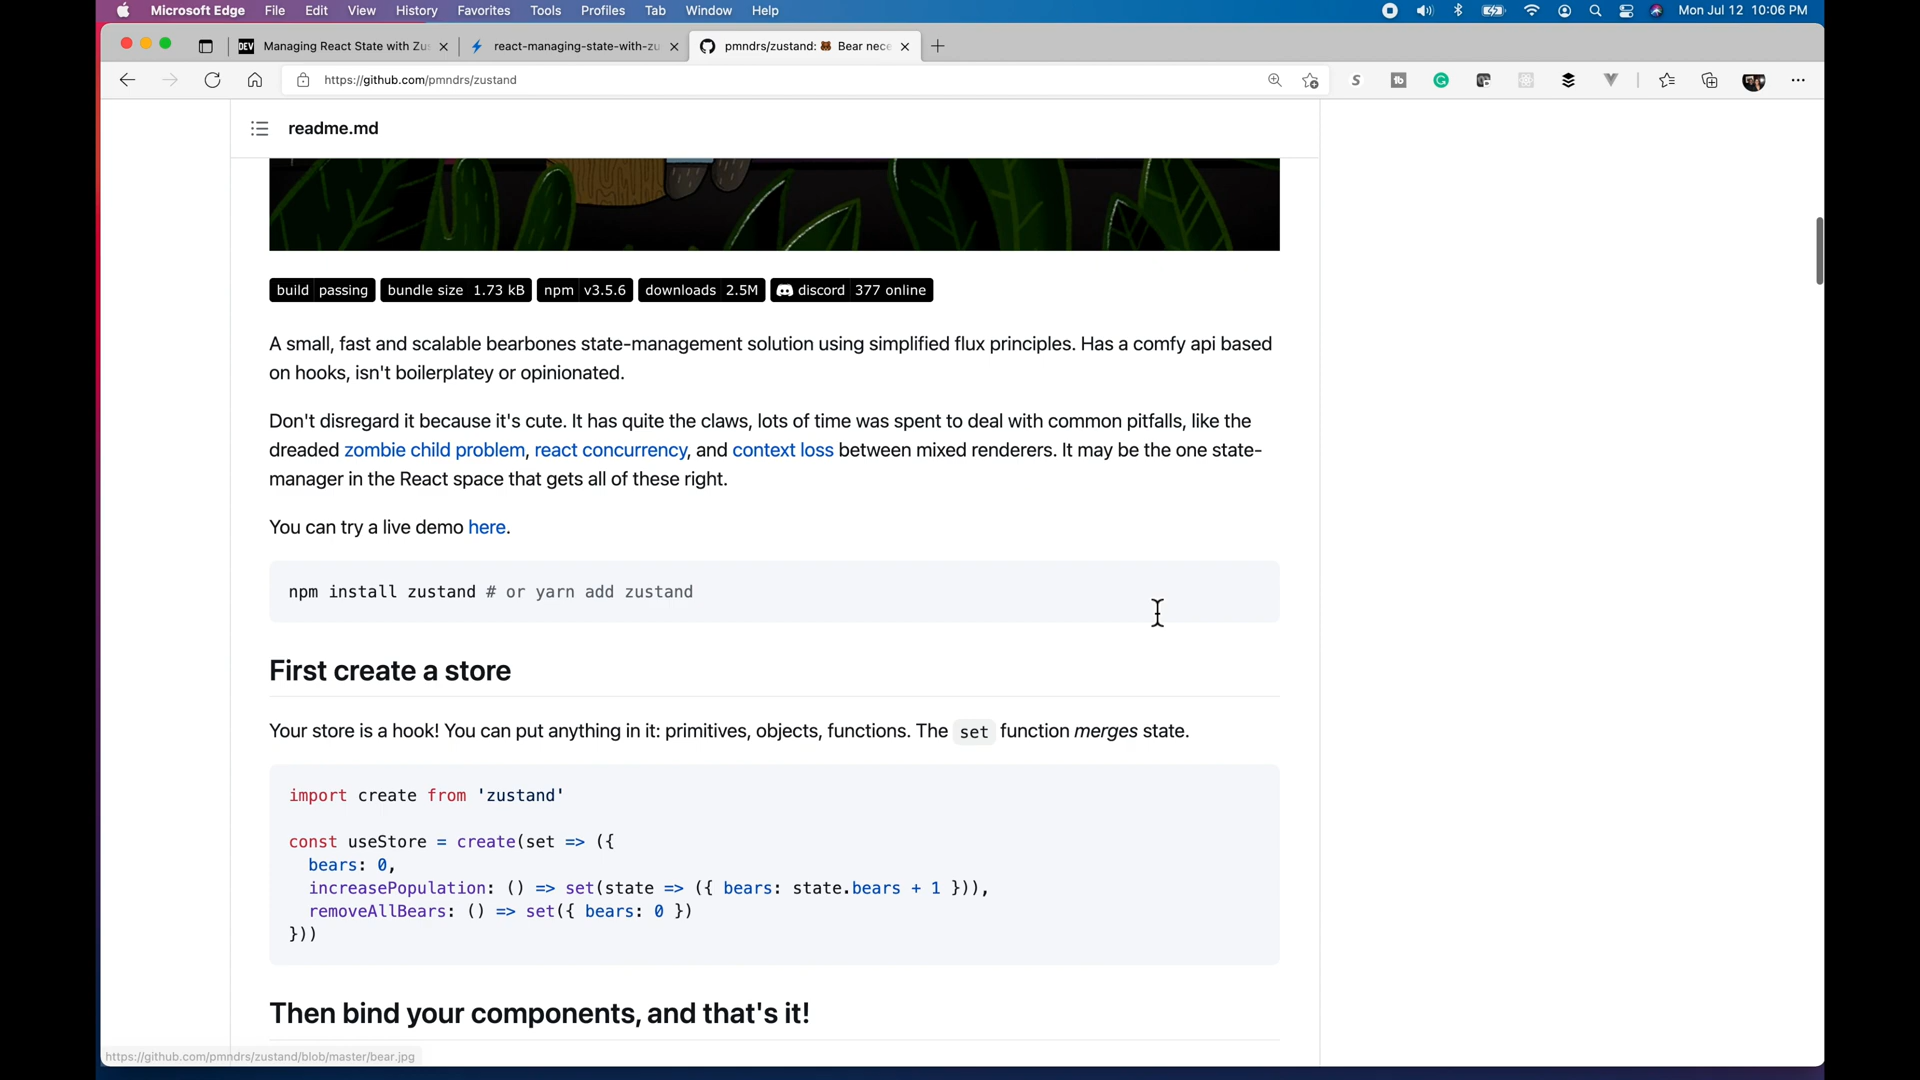 Microsoft Edge File Edit View History Favorites Tools Profiles Tab Window Help Mon Jul 12 10:06 PM
DEV Managing React State with Zu react-managing-state-with-zu pmndrs/zustand: 🐻 Bear nece
https://github.com/pmndrs/zustand
readme.md
build passing bundle size 1.73 kB npm v3.5.6 downloads 2.5M discord 377 online
A small, fast and scalable bearbones state-management solution using simplified flux principles. Has a comfy api based
on hooks, isn't boilerplatey or opinionated.
Don't disregard it because it's cute. It has quite the claws, lots of time was spent to deal with common pitfalls, like the
dreaded zombie child problem, react concurrency, and context loss between mixed renderers. It may be the one state-
manager in the React space that gets all of these right.
You can try a live demo here.
npm install zustand # or yarn add zustand
First create a store
Your store is a hook! You can put anything in it: primitives, objects, functions. The set function merges state.
import create from 'zustand'
const useStore = create(set => ({
bears: 0,
increasePopulation: () => set(state => ({ bears: state.bears + 1 })),
removeAllBears: () => set({ bears: 0 })
}))
Then bind your components, and that's it!
https://github.com/pmndrs/zustand/blob/master/bear.jpg